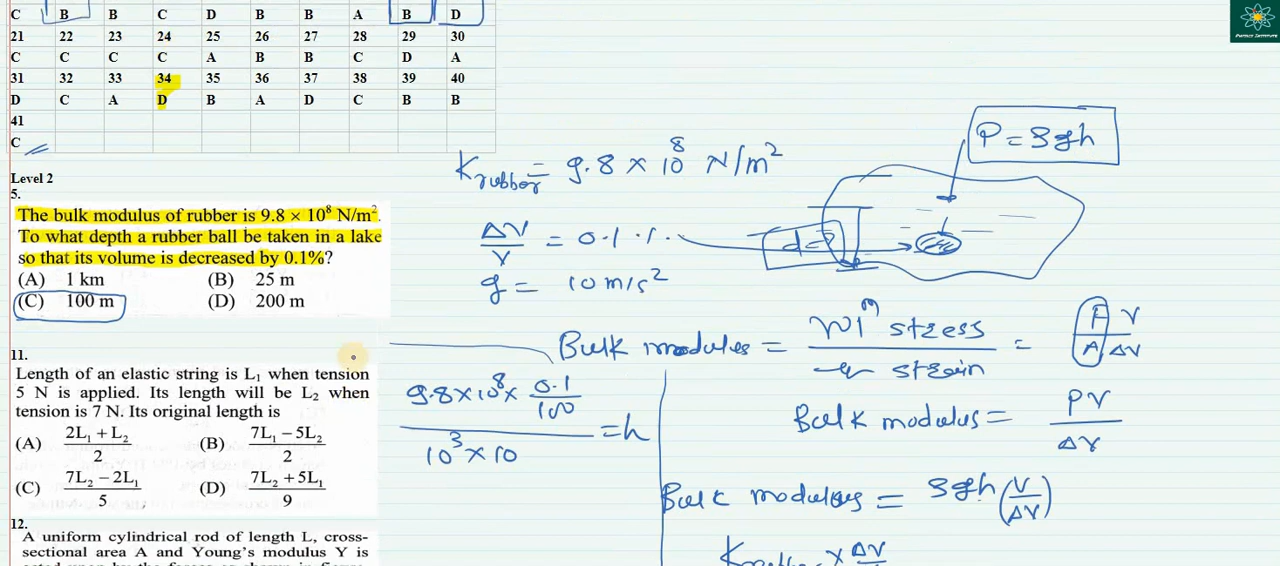 C B B C D B B A B D
21 22 23 24 25 26 27 28 29 30
C C C C A B B C D A
31 32 33 34 35 36 37 38 39 40
D C A D B A D C B B
41
C
PHYSICS INSTITUTE
P = ρgh
K rubber = 9.8 × 10⁸ N/m²
ΔV/V = 0.1 %.
d=?
g = 10 m/s²
Level 2
5.
The bulk modulus of rubber is 9.8 × 10⁸ N/m².
To what depth a rubber ball be taken in a lake
so that its volume is decreased by 0.1%?
(A) 1 km (B) 25 m
(C) 100 m (D) 200 m
Bulk modules = stress / strain = F V / A ΔV
9.8×10⁸× 0.1/100 / 10³×10 = h
Bulk modulus = PV / ΔV
Bulk modulus = ρgh (V/ΔV)
11.
Length of an elastic string is L₁ when tension
5 N is applied. Its length will be L₂ when
tension is 7 N. Its original length is
(A) 2L₁ + L₂ / 2 (B) 7L₁ − 5L₂ / 2
(C) 7L₂ − 2L₁ / 5 (D) 7L₂ + 5L₁ / 9
12.
A uniform cylindrical rod of length L, cross-
sectional area A and Young's modulus Y is